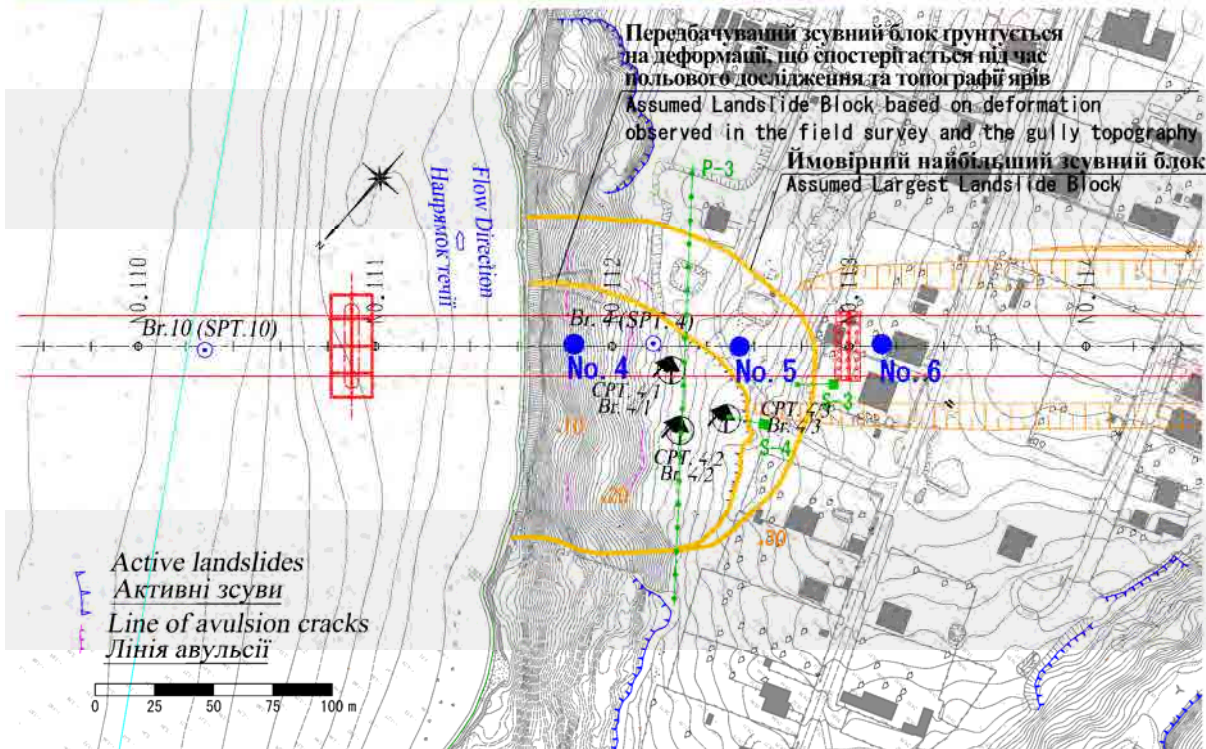 Передбачуваний зсувний блок ґрунтується
на деформації, що спостерігається під час
польового дослідження та топографії ярів
Assumed Landslide Block based on deformation
observed in the field survey and the gully topography
Ймовірний найбільший зсувний блок
Assumed Largest Landslide Block
P-3
Flow Direction
Напрямок течії
N
NO.110
NO.111
NO.112
NO.113
NO.114
Br.10 (SPT.10)
Br. 4 (SPT. 4)
No. 4
No. 5
No. 6
CPT. 4/1
Br. 4/1
CPT. 4/3
Br. 4/3
S-3
S-4
CPT. 4/2
Br. 4/2
.10
.20
.30
Active landslides
Активні зсуви
Line of avulsion cracks
Лінія авульсії
0 25 50 75 100 m